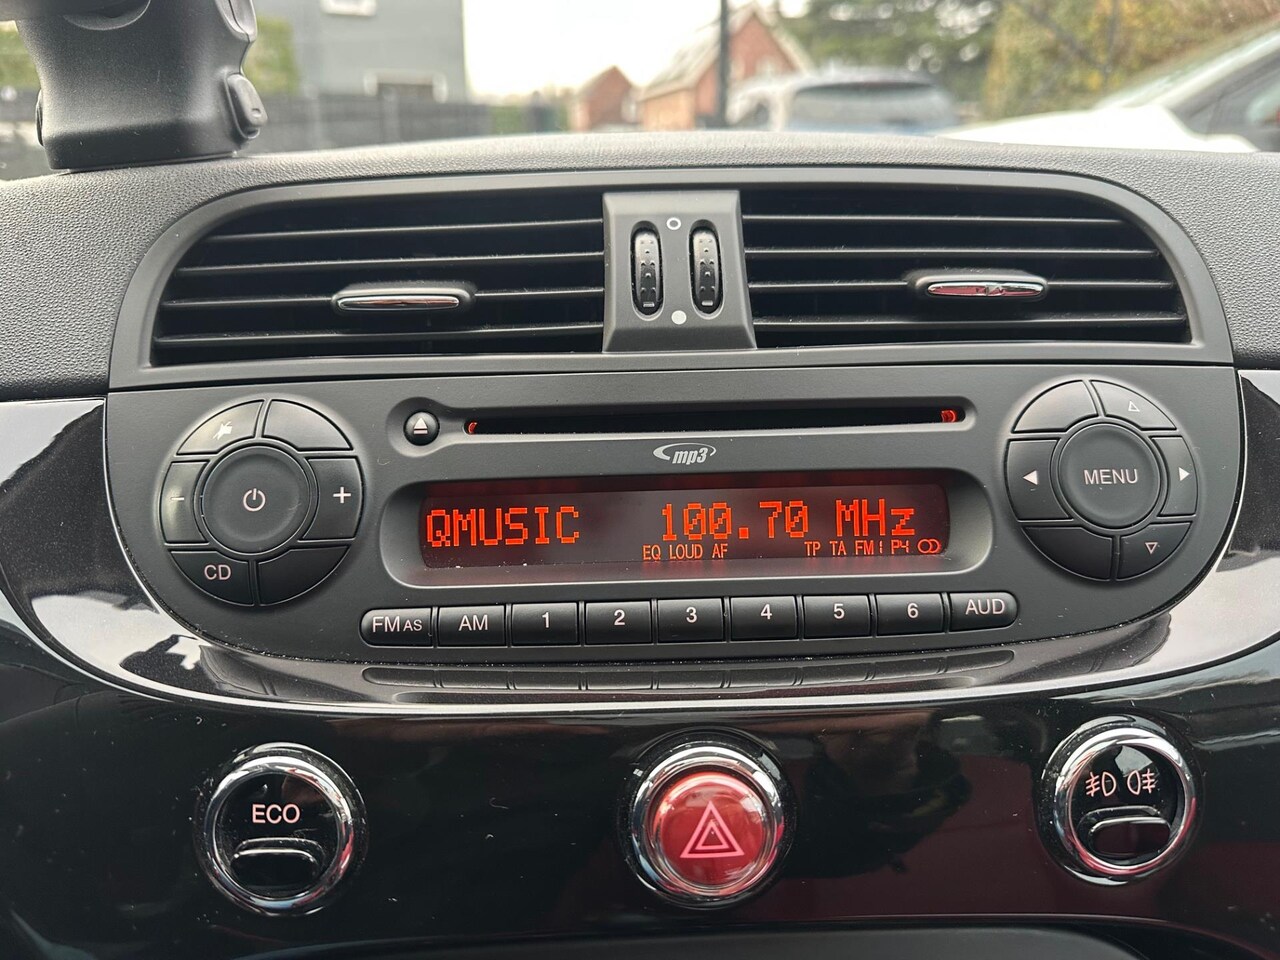 mp3
QMUSIC 100.70 MHz
EQ LOUD AF TP TA FM1 P4
MENU
CD
FM AS AM 1 2 3 4 5 6 AUD
ECO